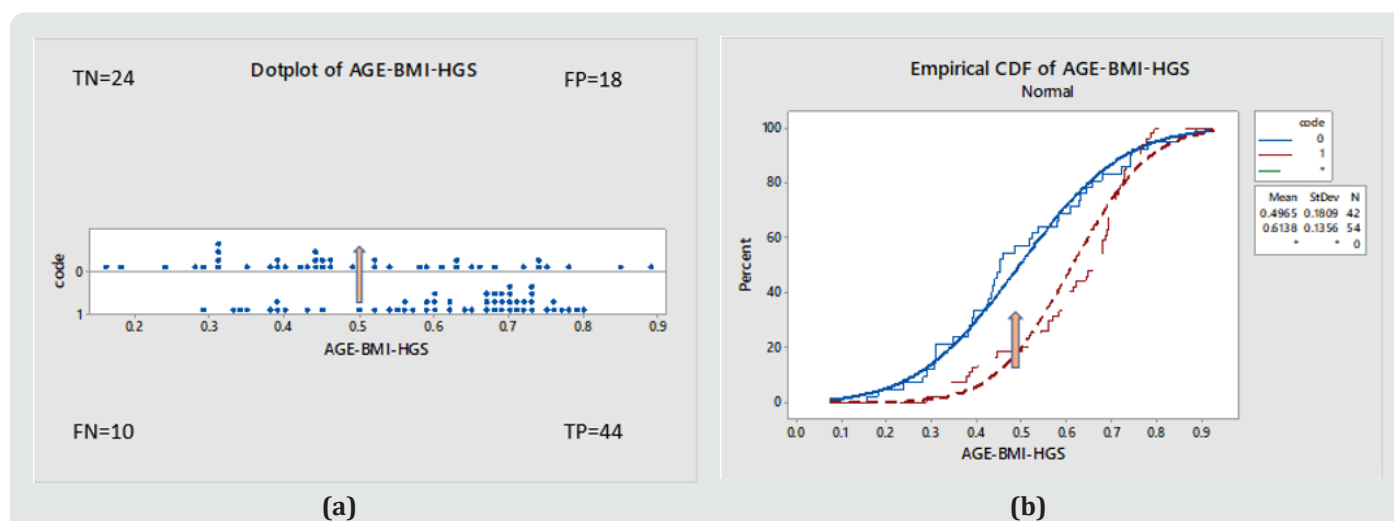 TN=24
Dotplot of AGE-BMI-HGS
FP=18
code
0
1
0.2 0.3 0.4 0.5 0.6 0.7 0.8 0.9
AGE-BMI-HGS
FN=10
TP=44
(a)
Empirical CDF of AGE-BMI-HGS
Normal
Percent
100
80
60
40
20
0
0.0 0.1 0.2 0.3 0.4 0.5 0.6 0.7 0.8 0.9
AGE-BMI-HGS
code
0
1
*
Mean StDev N
0.4965 0.1809 42
0.6138 0.1356 54
* * 0
(b)